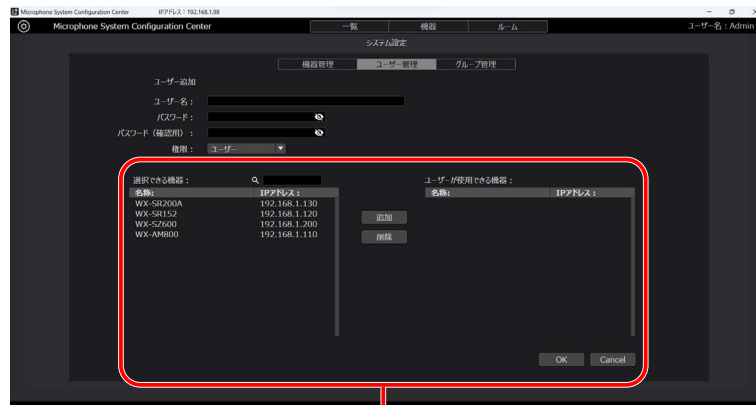 Microphone System Configuration Center IPアドレス：192.168.1.98
Microphone System Configuration Center 一覧 機器 ルーム ユーザー名：Admin
システム設定
機器管理 ユーザー管理 グループ管理
ユーザー追加
ユーザー名：
パスワード：
パスワード（確認用）：
権限： ユーザー
選択できる機器： ユーザーが使用できる機器：
名称: IPアドレス： 名称: IPアドレス：
WX-SR200A 192.168.1.130
WX-SR152 192.168.1.120
WX-SZ600 192.168.1.200
WX-AM800 192.168.1.110
追加
削除
OK Cancel